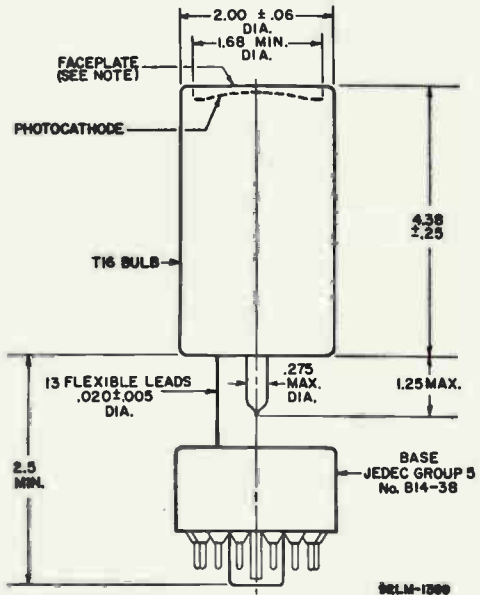 2.00 ± .06
DIA.
1.68 MIN.
DIA.
FACEPLATE
(SEE NOTE)
PHOTOCATHODE
4.38
±.25
T16 BULB
13 FLEXIBLE LEADS
.020±.005
DIA.
.275
MAX.
DIA.
1.25 MAX.
2.5
MIN.
BASE
JEDEC GROUP 5
No. B14-38
92LM-1369